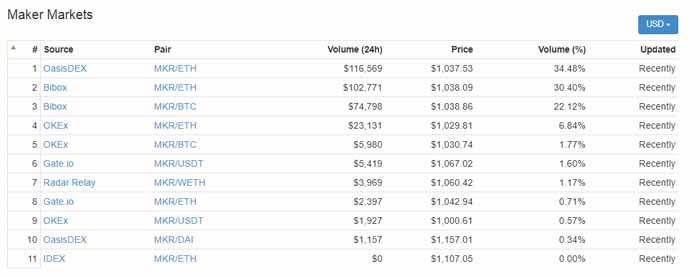 Maker Markets
USD
# Source Pair Volume (24h) Price Volume (%) Updated
1 OasisDEX MKR/ETH $116,569 $1,037.53 34.48% Recently
2 Bibox MKR/ETH $102,771 $1,038.09 30.40% Recently
3 Bibox MKR/BTC $74,798 $1,038.86 22.12% Recently
4 OKEx MKR/ETH $23,131 $1,029.81 6.84% Recently
5 OKEx MKR/BTC $5,980 $1,030.74 1.77% Recently
6 Gate.io MKR/USDT $5,419 $1,067.02 1.60% Recently
7 Radar Relay MKR/WETH $3,969 $1,060.42 1.17% Recently
8 Gate.io MKR/ETH $2,397 $1,042.94 0.71% Recently
9 OKEx MKR/USDT $1,927 $1,000.61 0.57% Recently
10 OasisDEX MKR/DAI $1,157 $1,157.01 0.34% Recently
11 IDEX MKR/ETH $0 $1,107.05 0.00% Recently